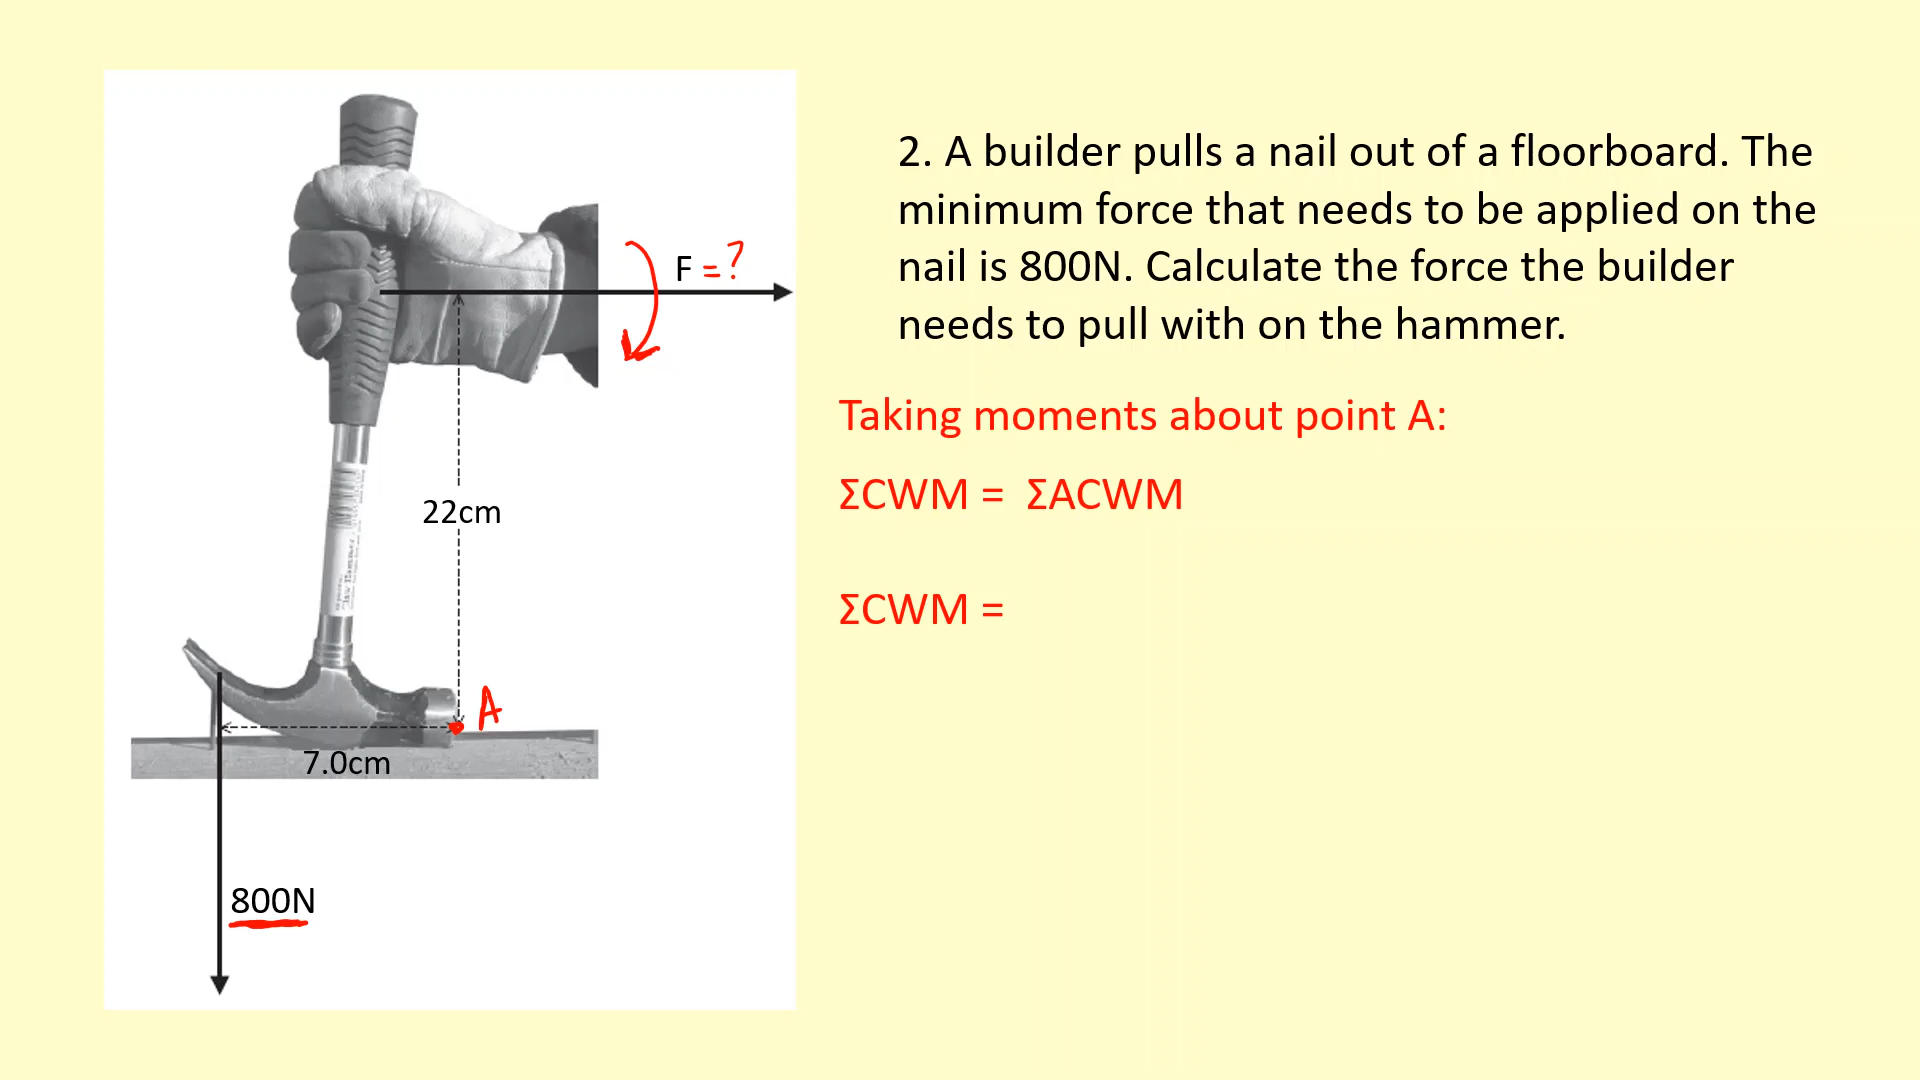 2. A builder pulls a nail out of a floorboard. The
minimum force that needs to be applied on the
nail is 800N. Calculate the force the builder
needs to pull with on the hammer.
F = ?
22cm
A
7.0cm
800N
Taking moments about point A:
ΣCWM = ΣACWM
ΣCWM =
Claw Hammer